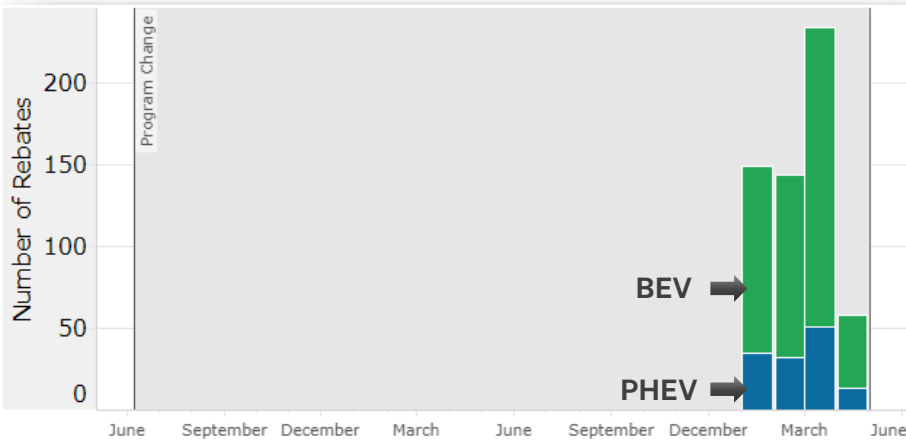 Number of Rebates
200
150
100
50
0
Program Change
BEV
PHEV
June
September
December
March
June
September
December
March
June